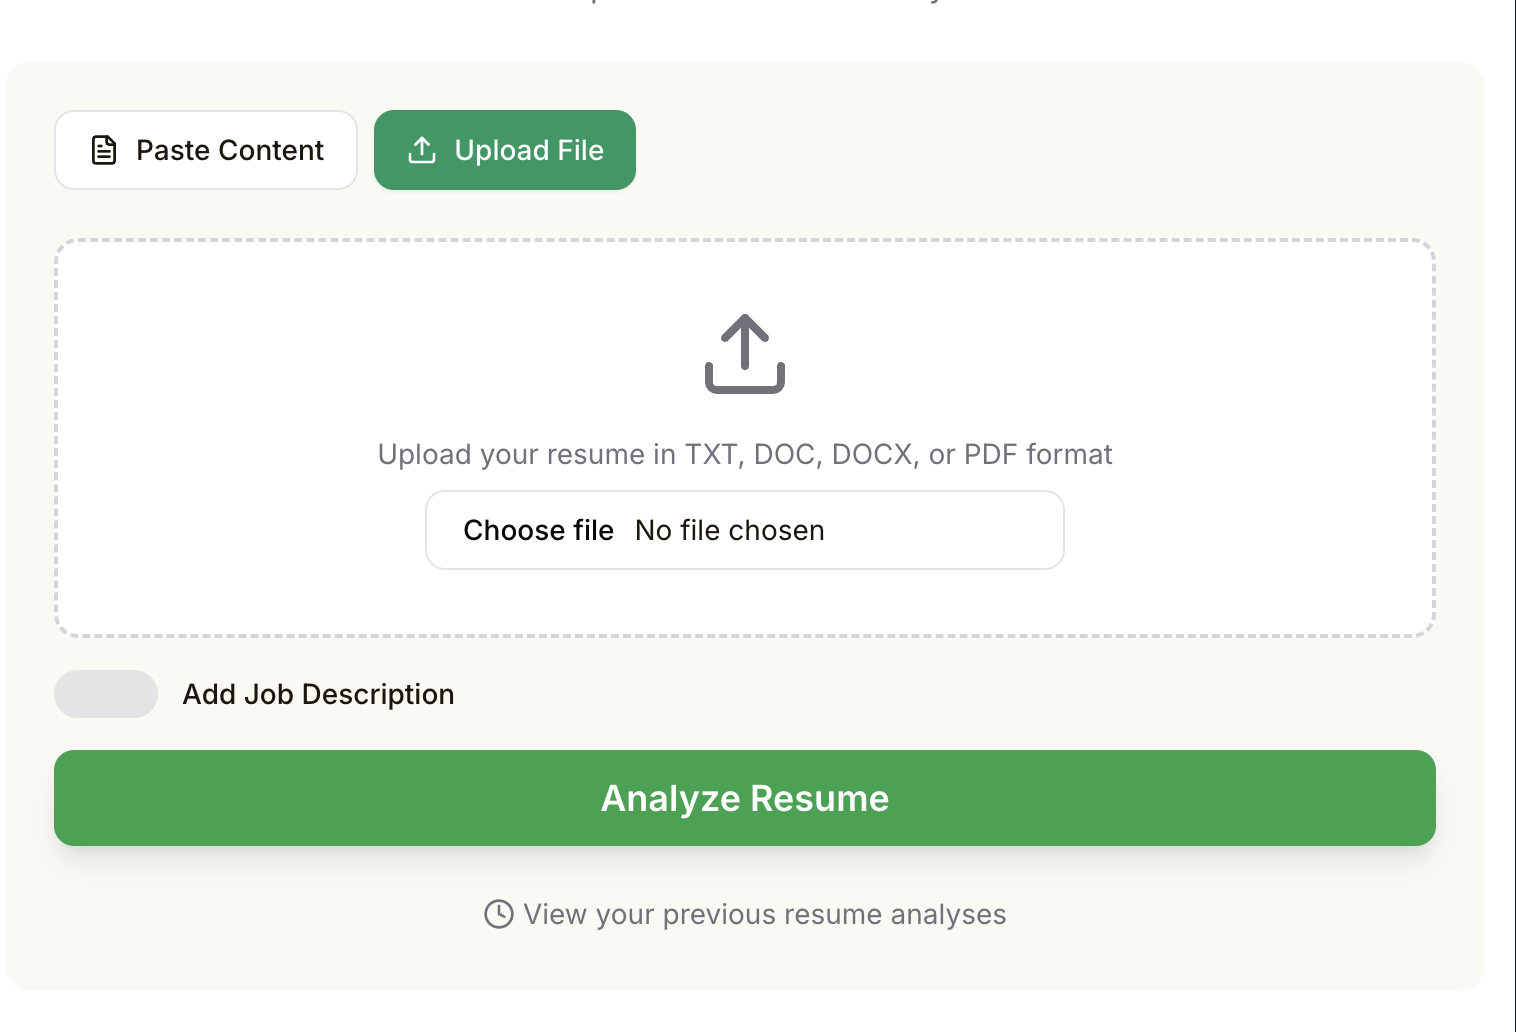 Paste Content
Upload File
Upload your resume in TXT, DOC, DOCX, or PDF format
Choose file No file chosen
Add Job Description
Analyze Resume
View your previous resume analyses